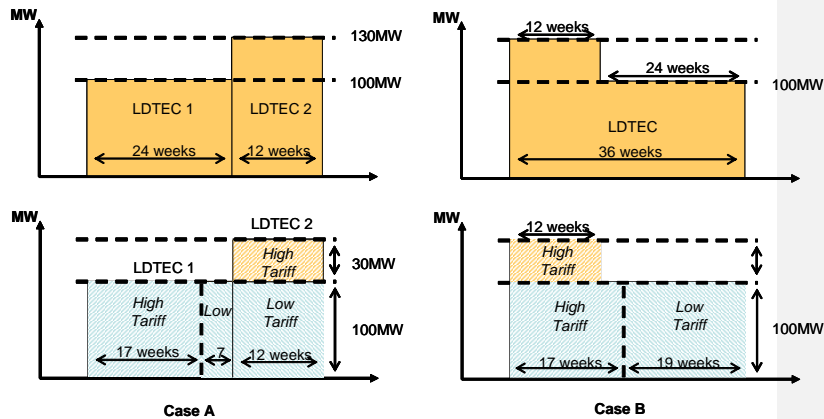 MW
130MW
100MW
LDTEC 1
LDTEC 2
24 weeks
12 weeks
MW
12 weeks
24 weeks
100MW
LDTEC
36 weeks
MW
LDTEC 2
LDTEC 1
High
Tariff
30MW
High
Tariff
Low
Low
Tariff
100MW
17 weeks
7
12 weeks
Case A
MW
12 weeks
High
Tariff
High
Tariff
Low
Tariff
100MW
17 weeks
19 weeks
Case B